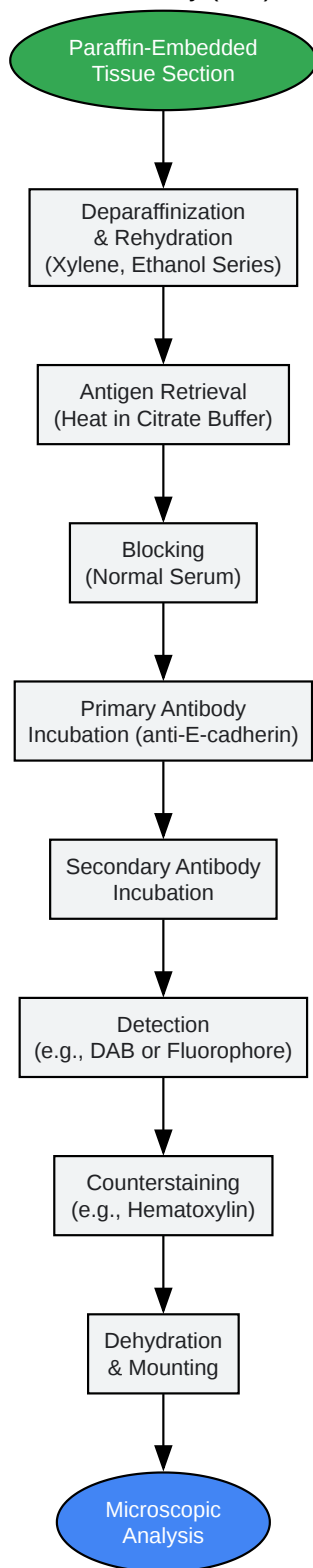 Paraffin-Embedded
Tissue Section
Deparaffinization
& Rehydration
(Xylene, Ethanol Series)
Antigen Retrieval
(Heat in Citrate Buffer)
Blocking
(Normal Serum)
Primary Antibody
Incubation (anti-E-cadherin)
Secondary Antibody
Incubation
Detection
(e.g., DAB or Fluorophore)
Counterstaining
(e.g., Hematoxylin)
Dehydration
& Mounting
Microscopic
Analysis